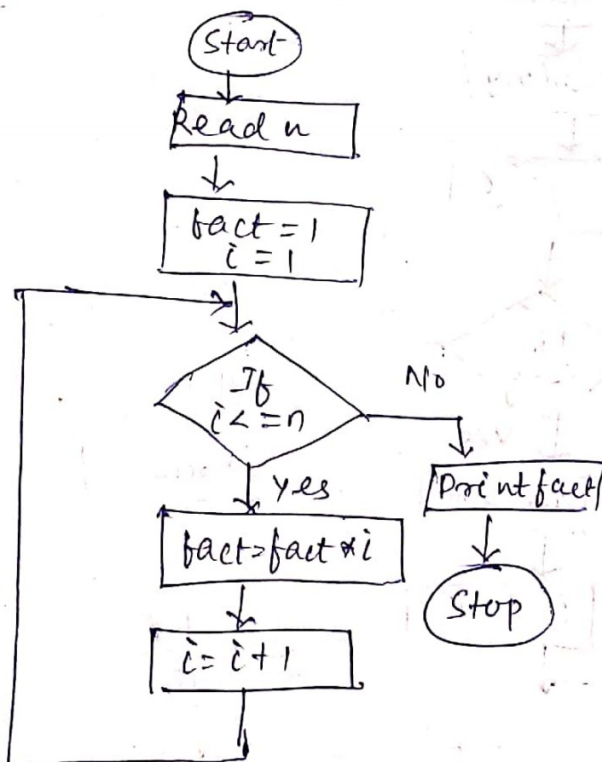 Start
Read n
fact = 1
i = 1
If
i <= n
No
yes
Print fact
fact = fact * i
Stop
i = i + 1